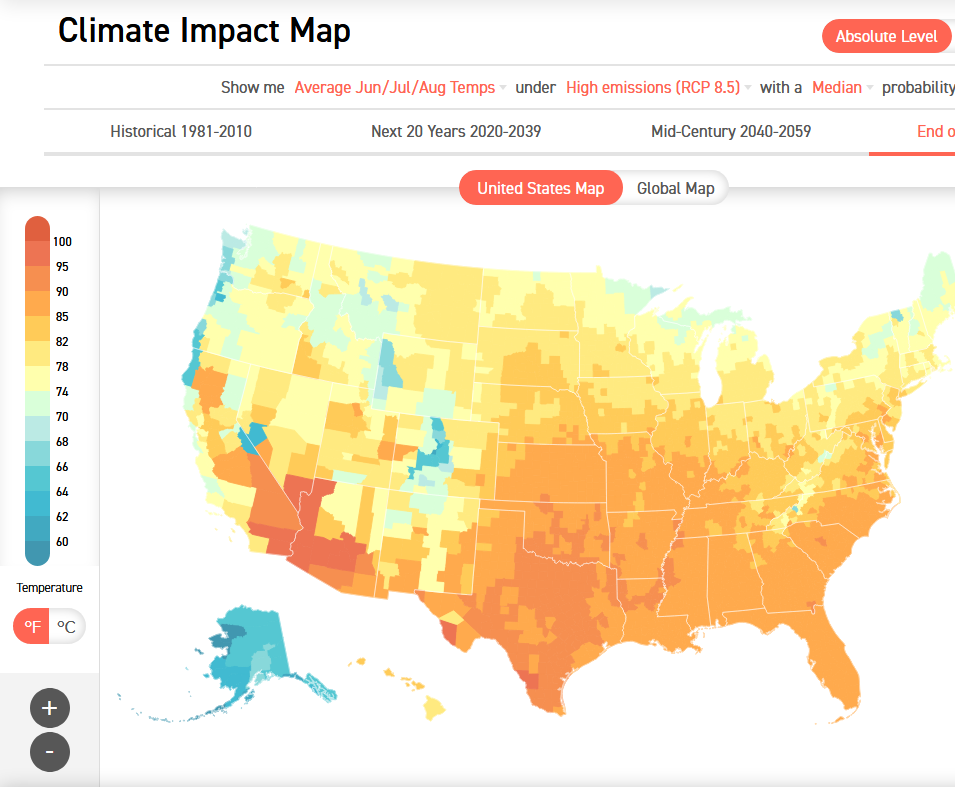 Climate Impact Map
Absolute Level
Show me Average Jun/Jul/Aug Temps under High emissions (RCP 8.5) with a Median probability
Historical 1981-2010 Next 20 Years 2020-2039 Mid-Century 2040-2059 End o
United States Map Global Map
100
95
90
85
82
78
74
70
68
66
64
62
60
Temperature
°F °C
+
-